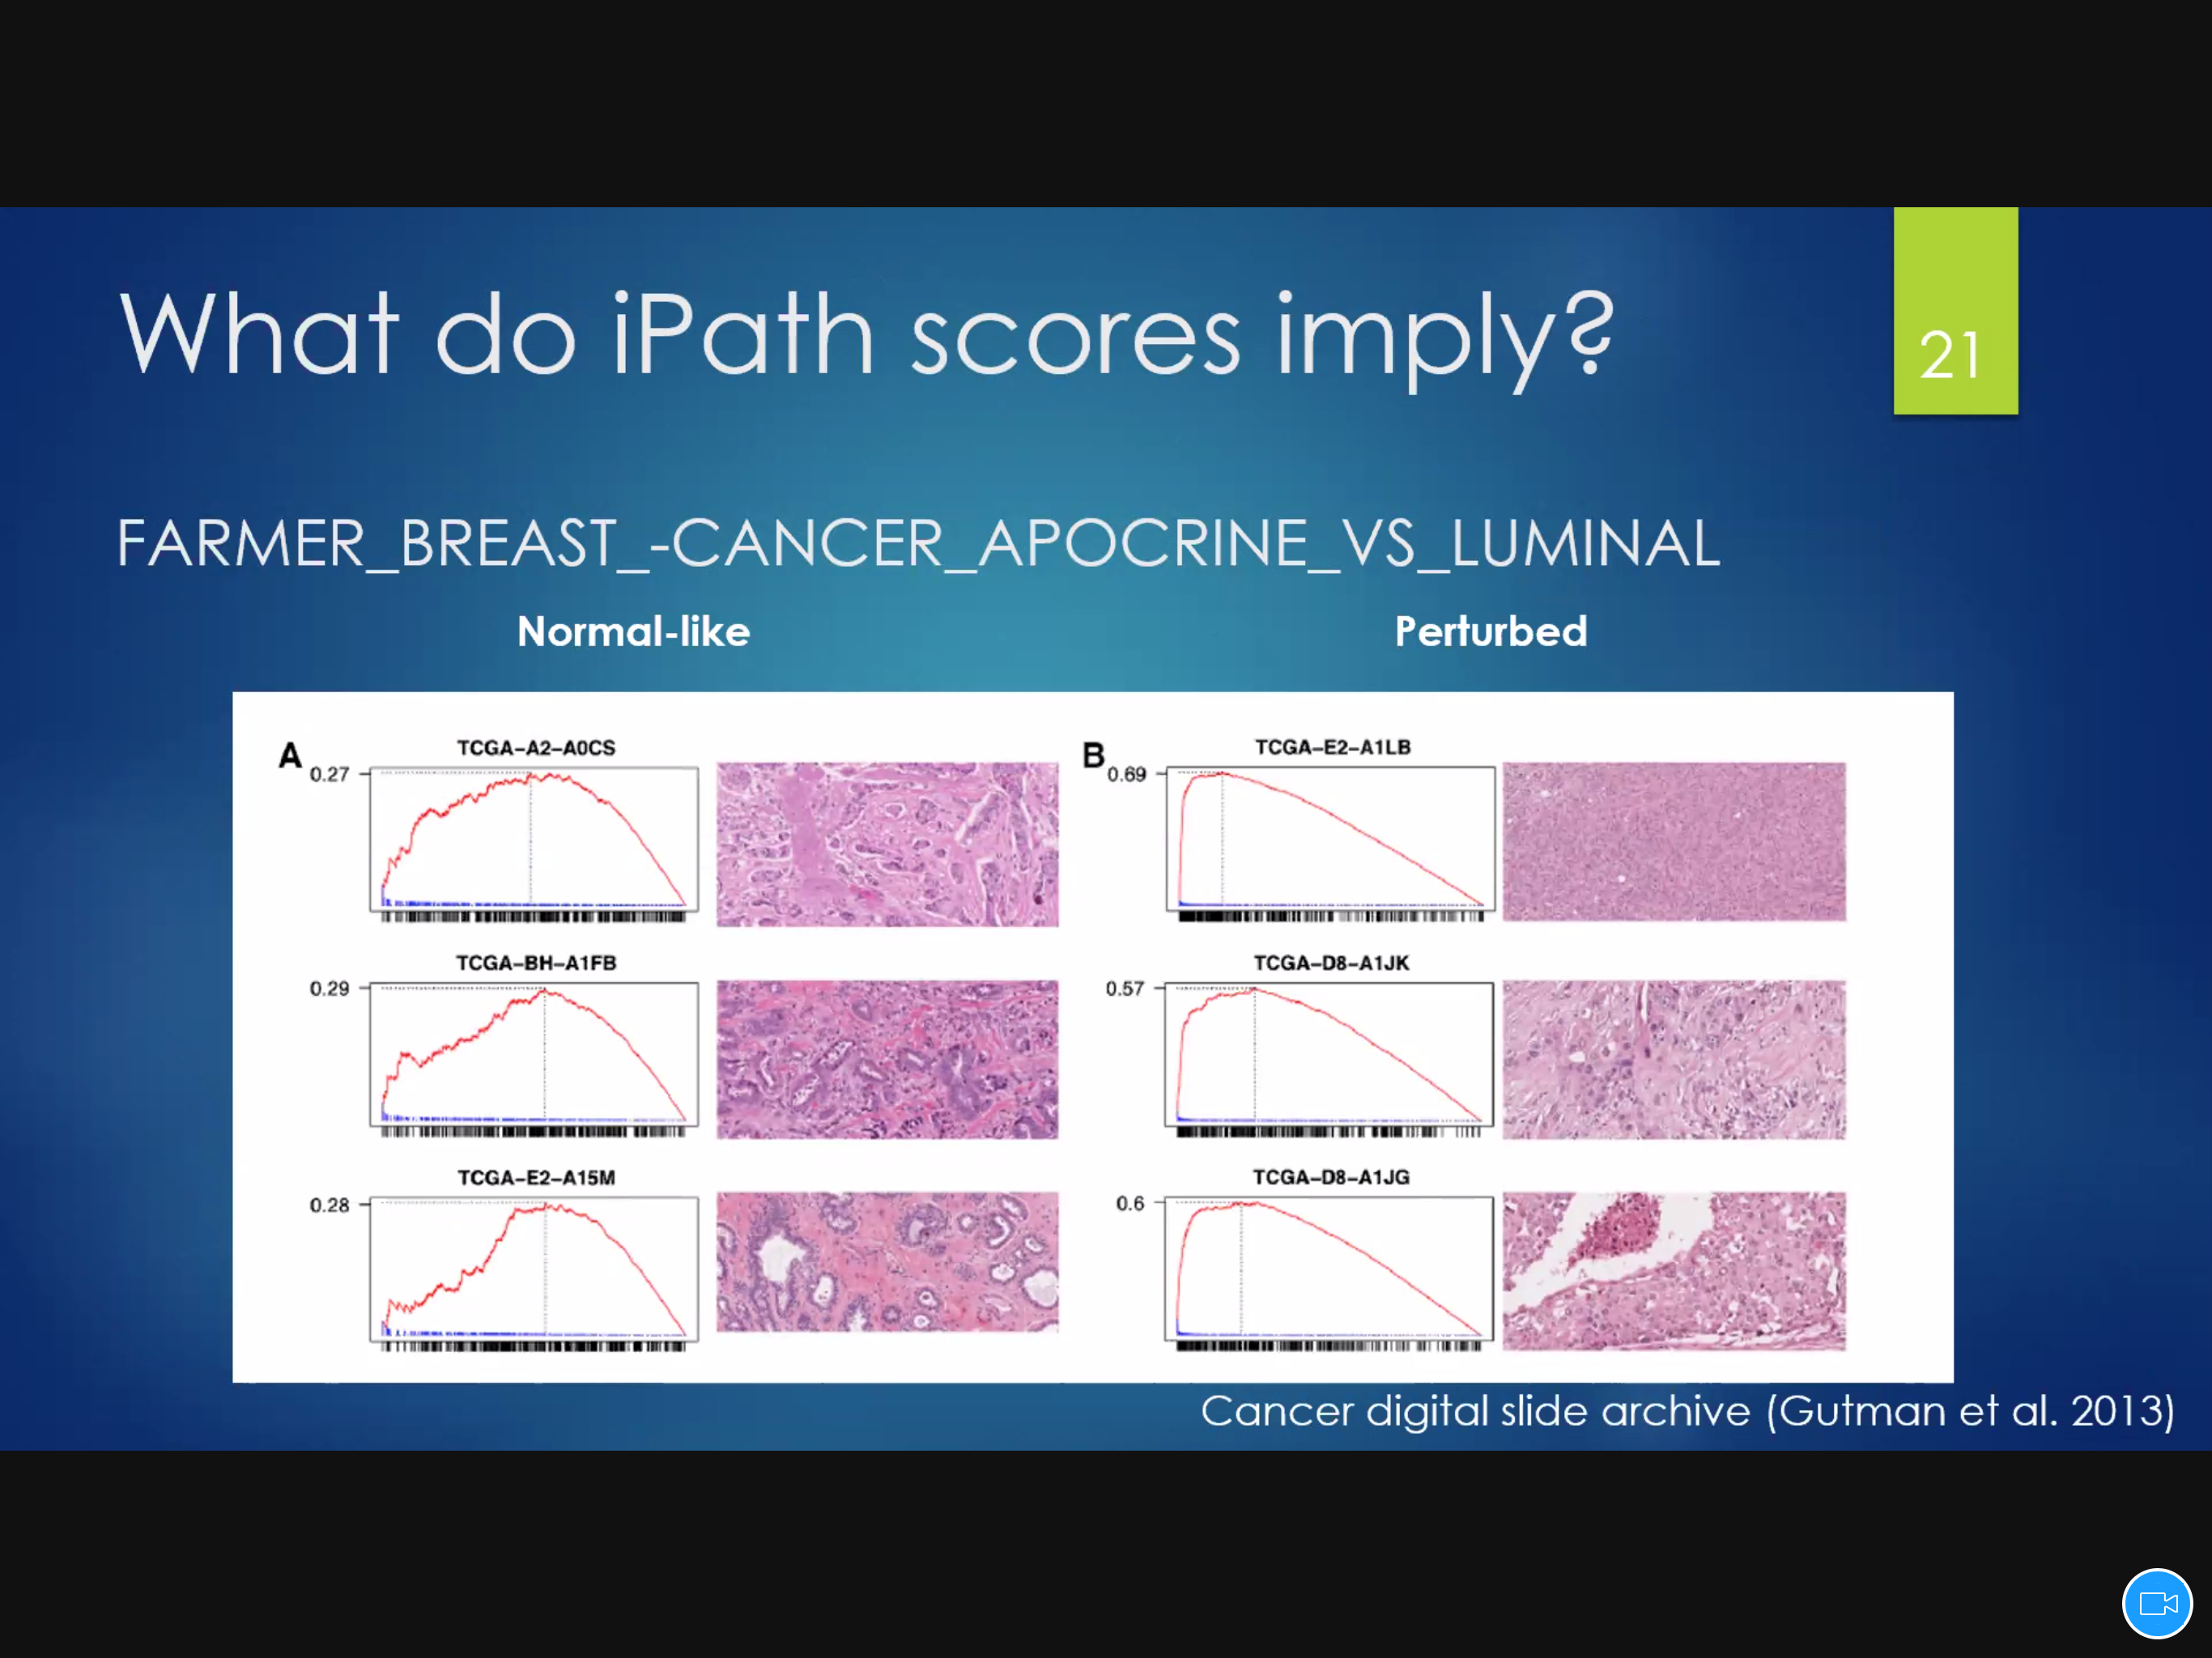 What do iPath scores imply?
21
FARMER_BREAST_-CANCER_APOCRINE_VS_LUMINAL
Normal-like
Perturbed
A
TCGA-A2-A0CS
0.27
B
TCGA-E2-A1LB
0.69
TCGA-BH-A1FB
0.29
TCGA-D8-A1JK
0.57
TCGA-E2-A15M
0.28
TCGA-D8-A1JG
0.6
Cancer digital slide archive (Gutman et al. 2013)